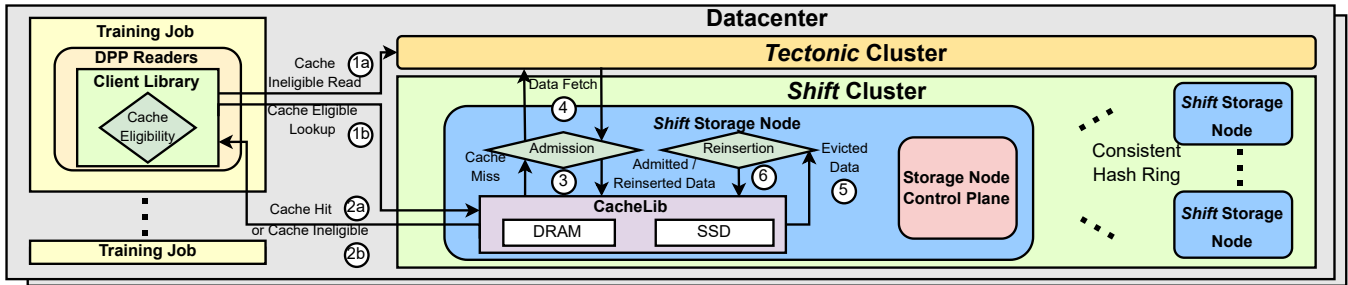 Datacenter
Training Job
DPP Readers
Client Library
Cache
Eligibility
Cache
Ineligible Read
1a
Cache Eligible
Lookup
1b
Cache Hit
2a
or Cache Ineligible
2b
Training Job
Tectonic Cluster
Shift Cluster
Data Fetch
4
Shift Storage Node
Admission
Reinsertion
Cache
Miss
3
Admitted /
Reinserted Data
6
Evicted
Data
5
CacheLib
DRAM
SSD
Storage Node
Control Plane
Consistent
Hash Ring
Shift Storage
Node
Shift Storage
Node